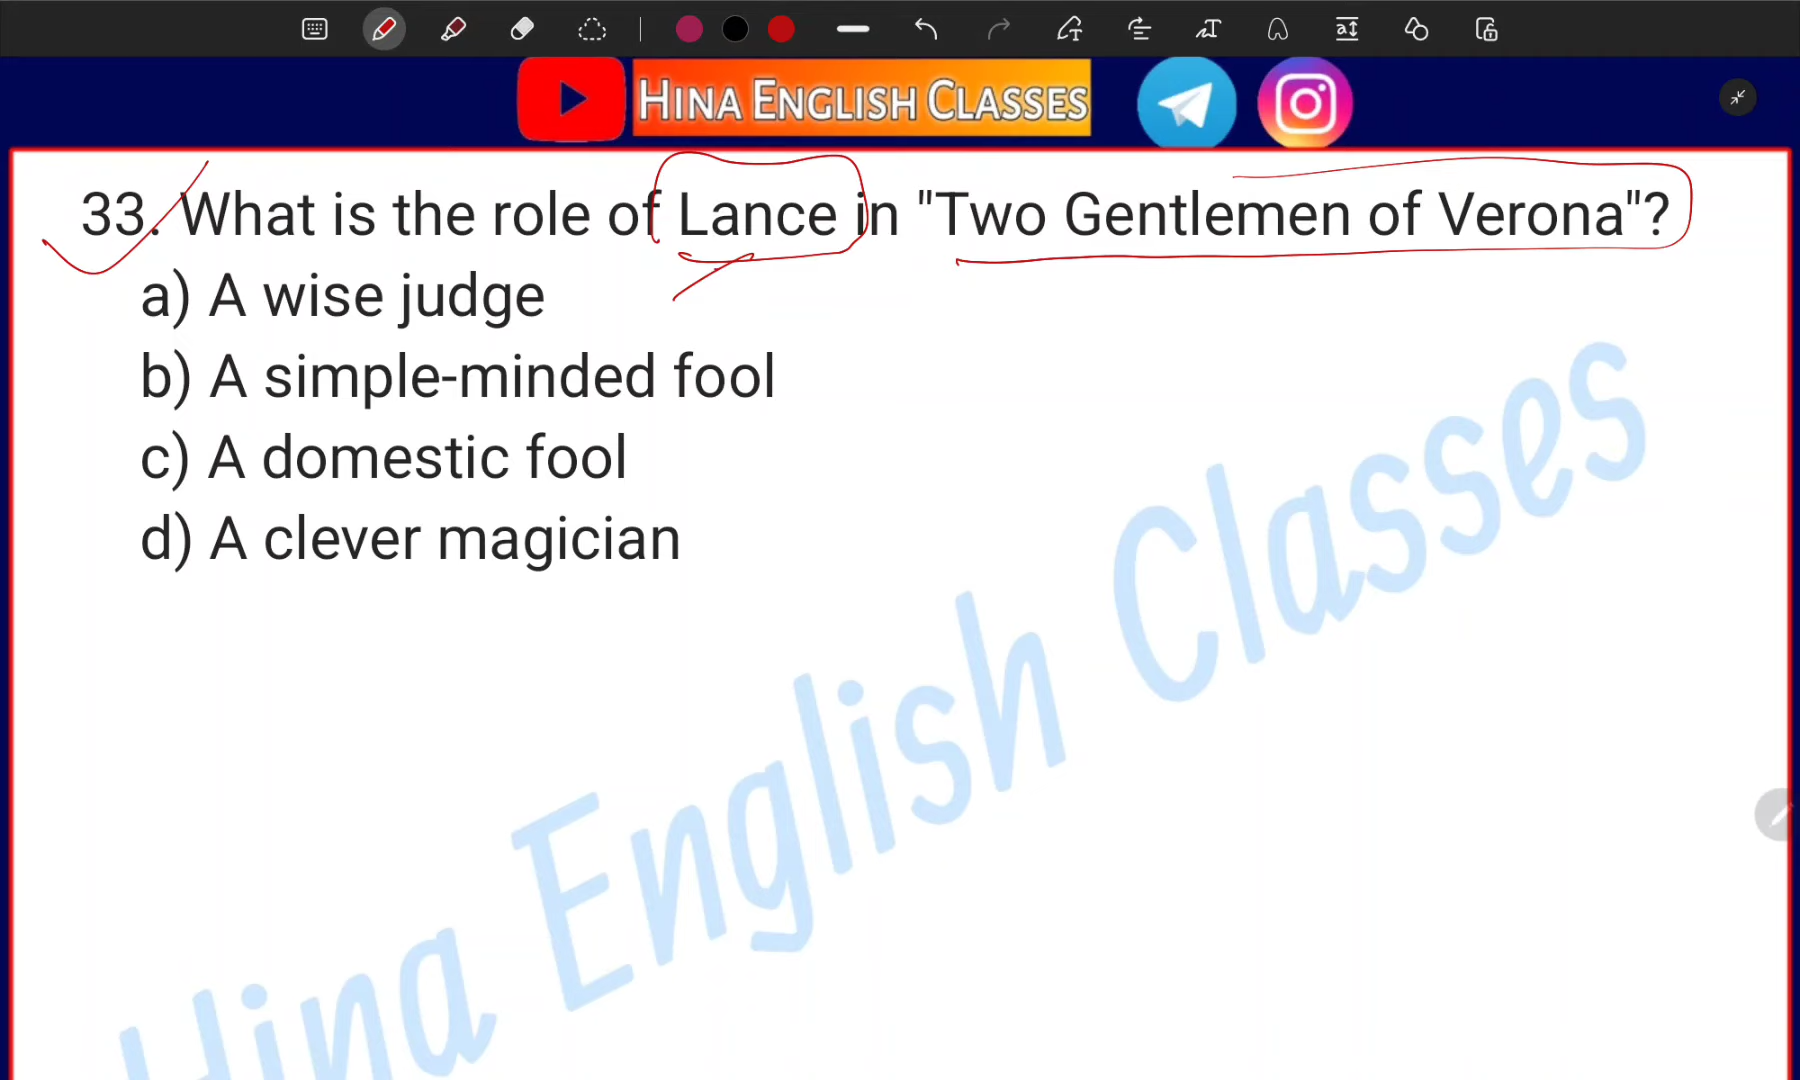 HINA ENGLISH CLASSES
33. What is the role of Lance in "Two Gentlemen of Verona"?
a) A wise judge
b) A simple-minded fool
c) A domestic fool
d) A clever magician
Hina English Classes